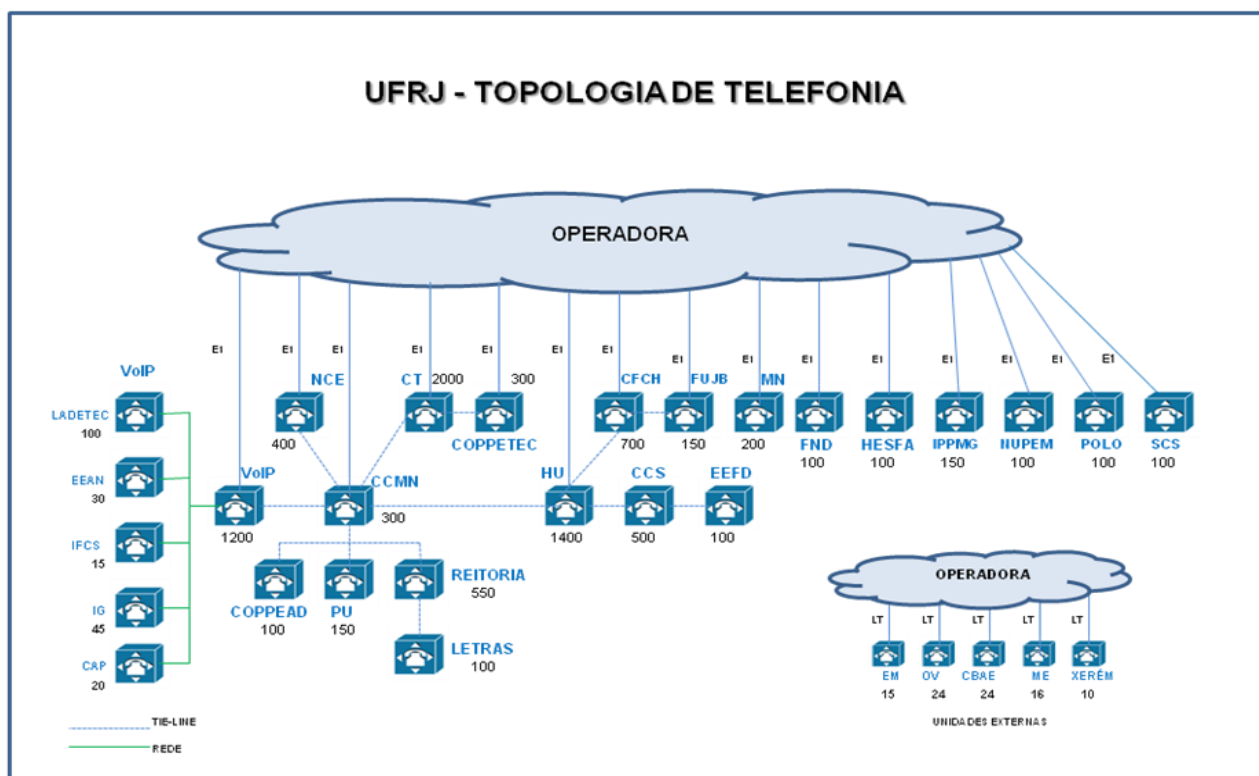 UFRJ - TOPOLOGIA DE TELEFONIA
OPERADORA
E1 E1 E1 E1 E1 E1 E1 E1 E1 E1 E1 E1 E1 E1 E1
VoIP
NCE
CT 2000
300
CFCH
FUJB
MN
LADETEC
100
400
COPPETEC
700
150
200
FND
100
HESFA
100
IPPMG
150
NUPEM
100
POLO
100
SCS
100
EEAN
30
VoIP
1200
CCMN
300
HU
1400
CCS
500
EEFD
100
IFCS
15
COPPEAD
100
PU
150
REITORIA
550
IG
45
LETRAS
100
CAP
20
OPERADORA
LT LT LT LT LT
EM OV CBAE ME XERÉM
15 24 24 16 10
UNIDADES EXTERNAS
TIE-LINE
REDE